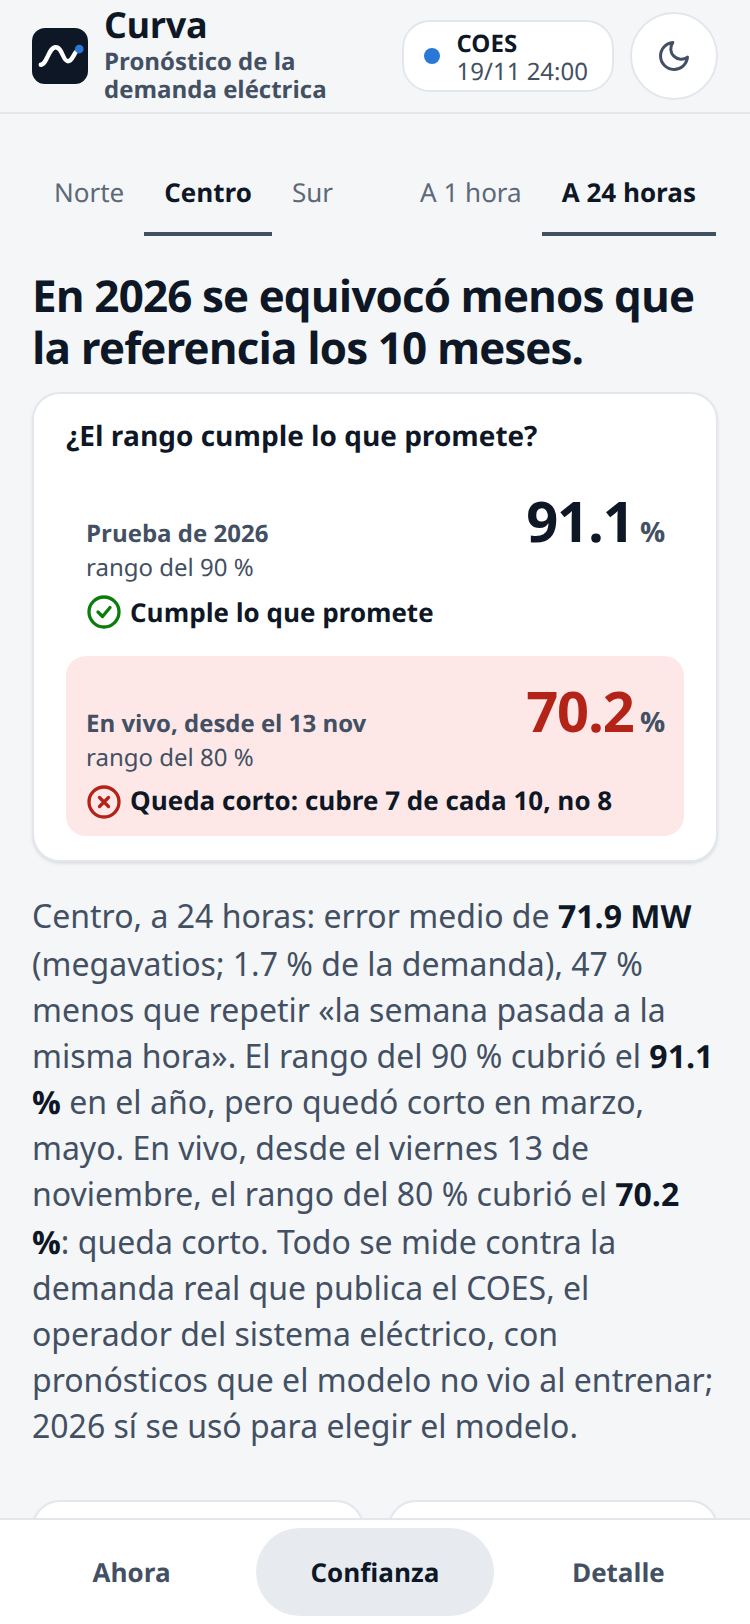 Curva
Pronóstico de la
demanda eléctrica
COES
19/11 24:00
Norte Centro Sur A 1 hora A 24 horas
En 2026 se equivocó menos que
la referencia los 10 meses.
¿El rango cumple lo que promete?
Prueba de 2026 91.1 %
rango del 90 %
Cumple lo que promete
En vivo, desde el 13 nov 70.2 %
rango del 80 %
Queda corto: cubre 7 de cada 10, no 8
Centro, a 24 horas: error medio de 71.9 MW
(megavatios; 1.7 % de la demanda), 47 %
menos que repetir «la semana pasada a la
misma hora». El rango del 90 % cubrió el 91.1
% en el año, pero quedó corto en marzo,
mayo. En vivo, desde el viernes 13 de
noviembre, el rango del 80 % cubrió el 70.2
%: queda corto. Todo se mide contra la
demanda real que publica el COES, el
operador del sistema eléctrico, con
pronósticos que el modelo no vio al entrenar;
2026 sí se usó para elegir el modelo.
Ahora Confianza Detalle